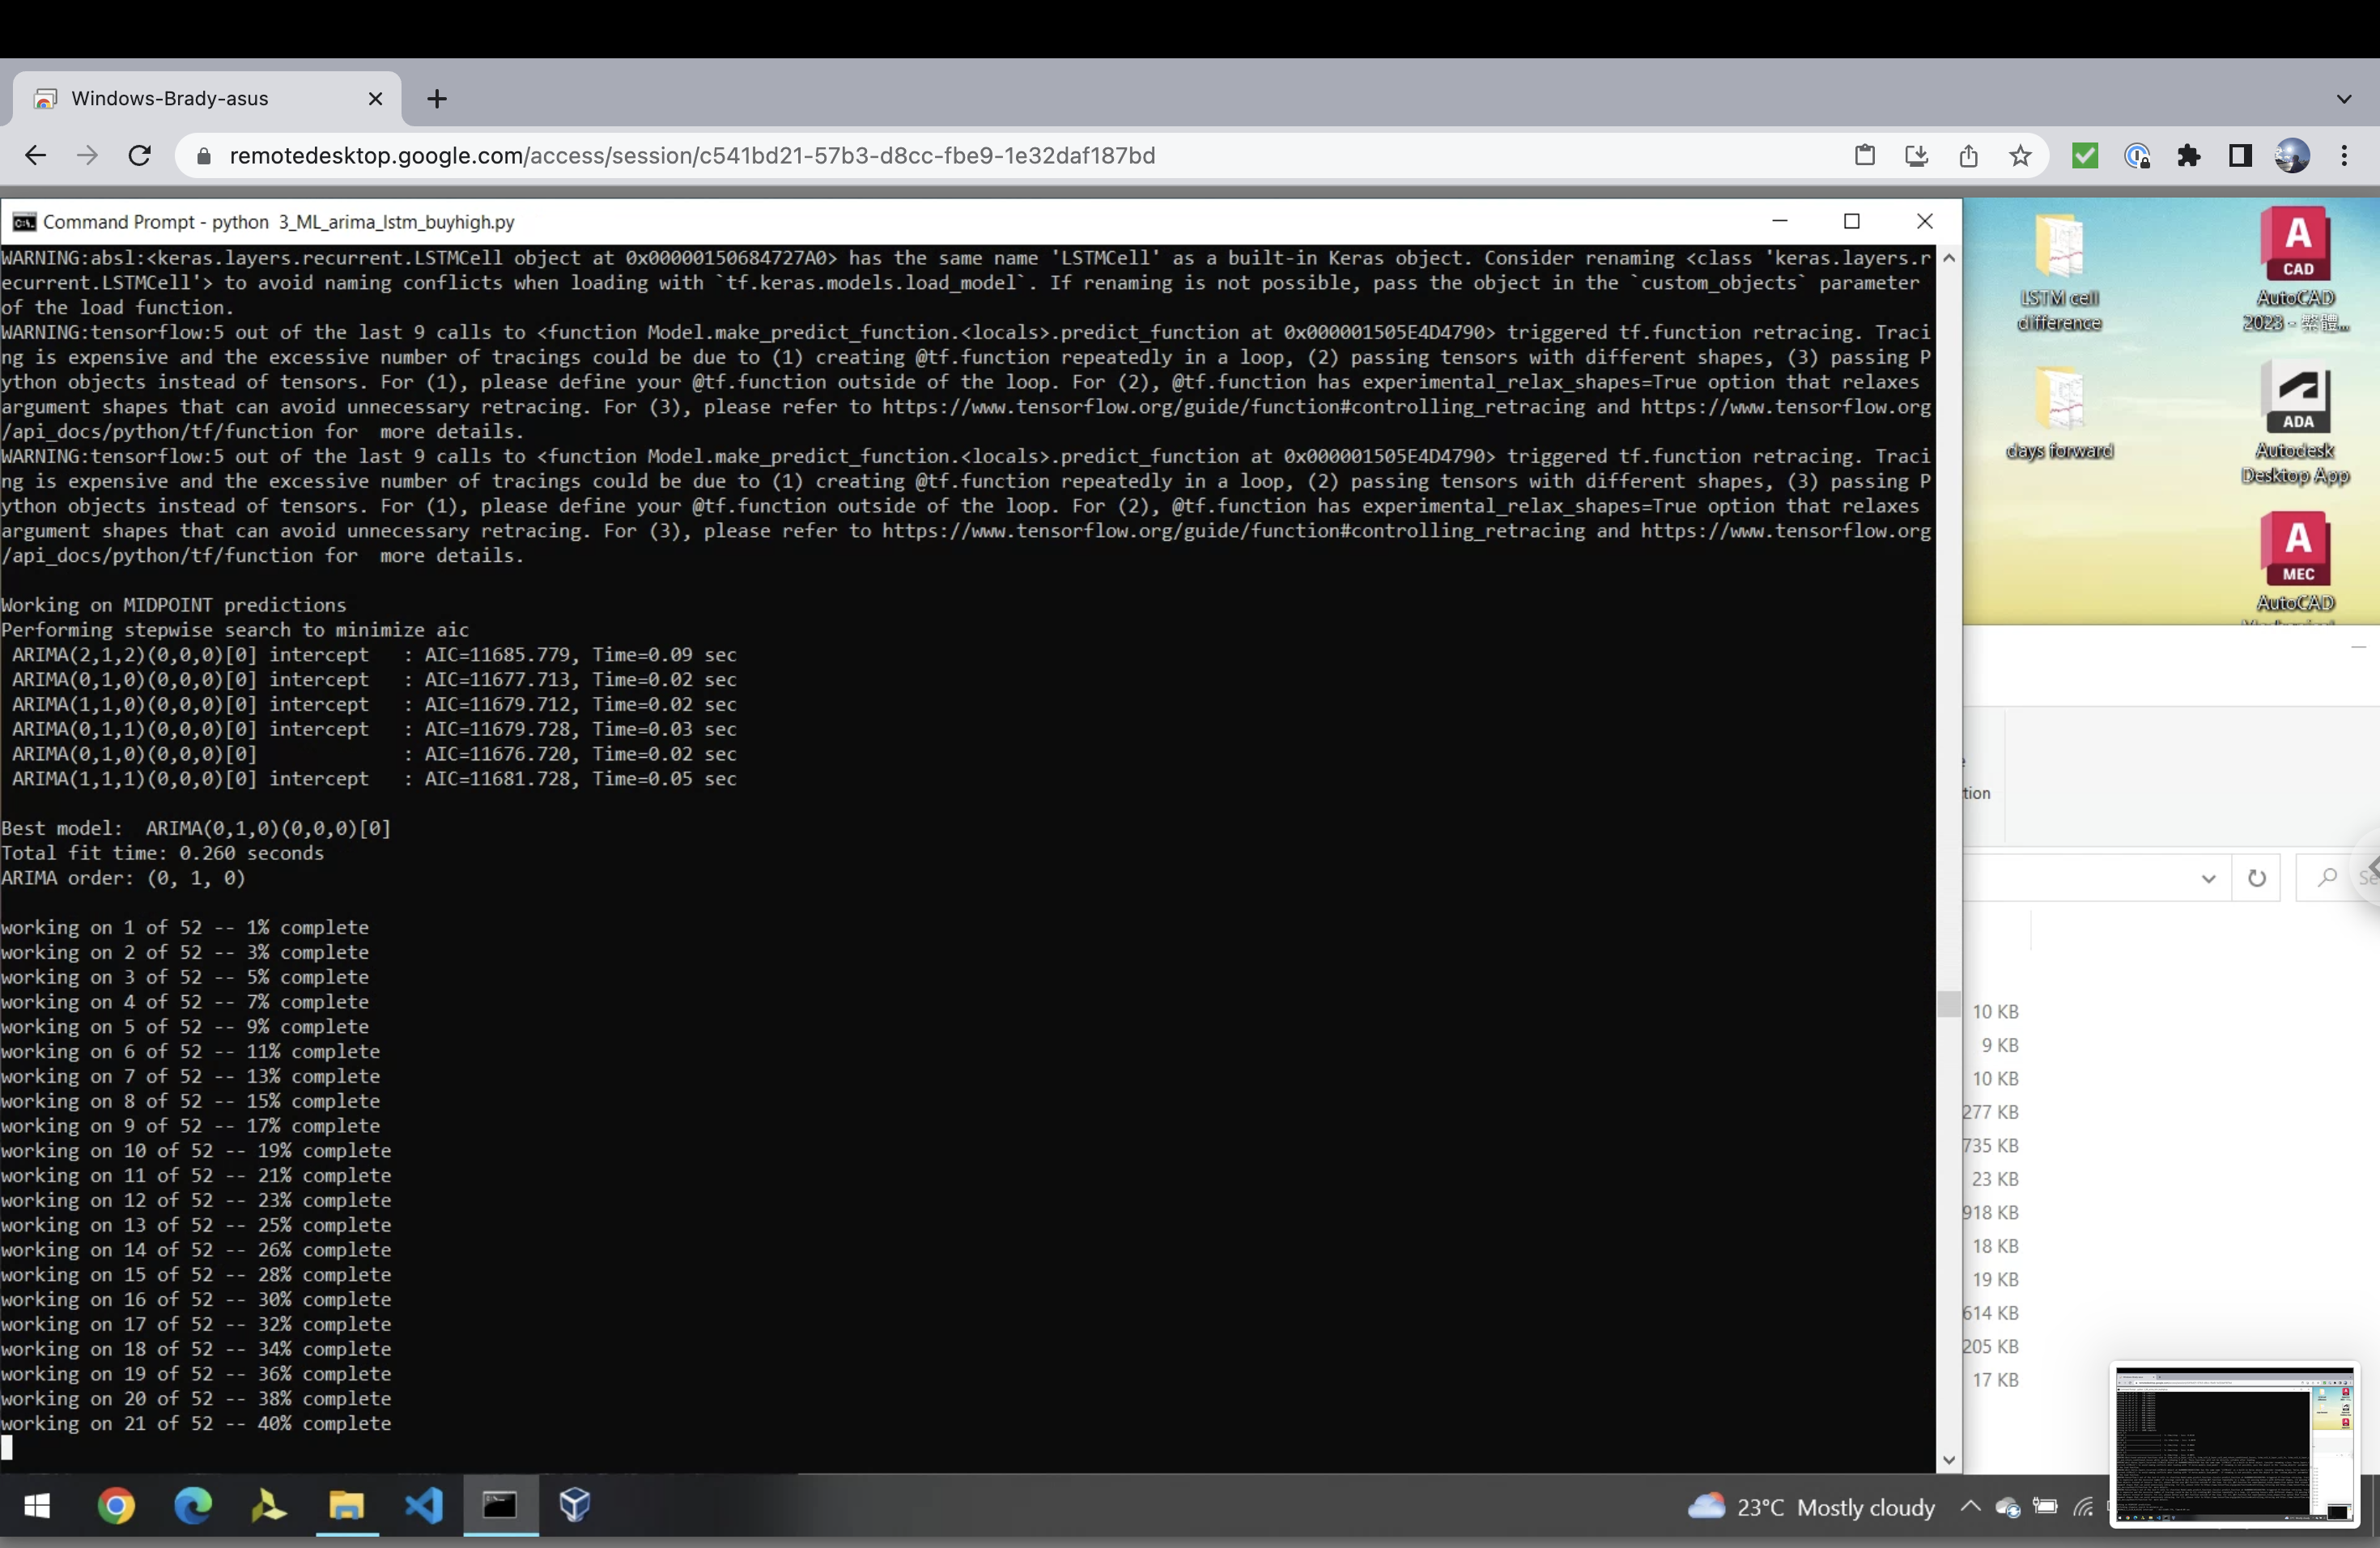 Windows-Brady-asus
remotedesktop.google.com/access/session/c541bd21-57b3-d8cc-fbe9-1e32daf187bd
Command Prompt - python 3_ML_arima_lstm_buyhigh.py
WARNING:absl:<keras.layers.recurrent.LSTMCell object at 0x00000150684727A0> has the same name 'LSTMCell' as a built-in Keras object. Consider renaming <class 'keras.layers.r
ecurrent.LSTMCell'> to avoid naming conflicts when loading with `tf.keras.models.load_model`. If renaming is not possible, pass the object in the `custom_objects` parameter
of the load function.
WARNING:tensorflow:5 out of the last 9 calls to <function Model.make_predict_function.<locals>.predict_function at 0x000001505E4D4790> triggered tf.function retracing. Traci
ng is expensive and the excessive number of tracings could be due to (1) creating @tf.function repeatedly in a loop, (2) passing tensors with different shapes, (3) passing P
ython objects instead of tensors. For (1), please define your @tf.function outside of the loop. For (2), @tf.function has experimental_relax_shapes=True option that relaxes
argument shapes that can avoid unnecessary retracing. For (3), please refer to https://www.tensorflow.org/guide/function#controlling_retracing and https://www.tensorflow.org
/api_docs/python/tf/function for  more details.
WARNING:tensorflow:5 out of the last 9 calls to <function Model.make_predict_function.<locals>.predict_function at 0x000001505E4D4790> triggered tf.function retracing. Traci
ng is expensive and the excessive number of tracings could be due to (1) creating @tf.function repeatedly in a loop, (2) passing tensors with different shapes, (3) passing P
ython objects instead of tensors. For (1), please define your @tf.function outside of the loop. For (2), @tf.function has experimental_relax_shapes=True option that relaxes
argument shapes that can avoid unnecessary retracing. For (3), please refer to https://www.tensorflow.org/guide/function#controlling_retracing and https://www.tensorflow.org
/api_docs/python/tf/function for  more details.
Working on MIDPOINT predictions
Performing stepwise search to minimize aic
ARIMA(2,1,2)(0,0,0)[0] intercept   : AIC=11685.779, Time=0.09 sec
ARIMA(0,1,0)(0,0,0)[0] intercept   : AIC=11677.713, Time=0.02 sec
ARIMA(1,1,0)(0,0,0)[0] intercept   : AIC=11679.712, Time=0.02 sec
ARIMA(0,1,1)(0,0,0)[0] intercept   : AIC=11679.728, Time=0.03 sec
ARIMA(0,1,0)(0,0,0)[0]             : AIC=11676.720, Time=0.02 sec
ARIMA(1,1,1)(0,0,0)[0] intercept   : AIC=11681.728, Time=0.05 sec
Best model:  ARIMA(0,1,0)(0,0,0)[0]
Total fit time: 0.260 seconds
ARIMA order: (0, 1, 0)
working on 1 of 52 -- 1% complete
working on 2 of 52 -- 3% complete
working on 3 of 52 -- 5% complete
working on 4 of 52 -- 7% complete
working on 5 of 52 -- 9% complete
working on 6 of 52 -- 11% complete
working on 7 of 52 -- 13% complete
working on 8 of 52 -- 15% complete
working on 9 of 52 -- 17% complete
working on 10 of 52 -- 19% complete
working on 11 of 52 -- 21% complete
working on 12 of 52 -- 23% complete
working on 13 of 52 -- 25% complete
working on 14 of 52 -- 26% complete
working on 15 of 52 -- 28% complete
working on 16 of 52 -- 30% complete
working on 17 of 52 -- 32% complete
working on 18 of 52 -- 34% complete
working on 19 of 52 -- 36% complete
working on 20 of 52 -- 38% complete
working on 21 of 52 -- 40% complete
LSTM cell
difference
days forward
A
CAD
AutoCAD
2023 - 繁體...
ADA
Autodesk
Desktop App
A
MEC
AutoCAD
tion
Se
10 KB
9 KB
10 KB
277 KB
735 KB
23 KB
918 KB
18 KB
19 KB
614 KB
205 KB
17 KB
23°C Mostly cloudy